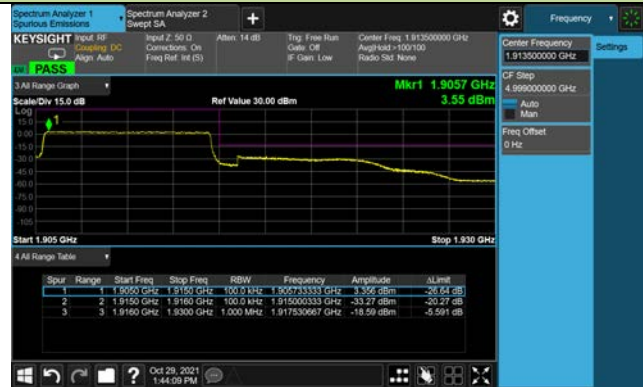 Spectrum Analyzer 1
Spurious Emissions
Spectrum Analyzer 2
Swept SA
+
Frequency
KEYSIGHT
Input: RF
Coupling: DC
Align: Auto
Input Z: 50 Ω
Corrections: On
Freq Ref: Int (S)
Atten: 14 dB
Trig: Free Run
Gate: Off
IF Gain: Low
Center Freq: 1.913500000 GHz
Avg|Hold:>100/100
Radio Std: None
PASS
Center Frequency
1.913500000 GHz
Settings
CF Step
4.999000000 GHz
Auto
Man
Freq Offset
0 Hz
3 All Range Graph
Mkr1 1.9057 GHz
3.55 dBm
Scale/Div 15.0 dB
Ref Value 30.00 dBm
Log
15.0
0.00
-15.0
-30.0
-45.0
-60.0
-75.0
-90.0
-105
1
Start 1.905 GHz
Stop 1.930 GHz
4 All Range Table
Spur Range Start Freq Stop Freq RBW Frequency Amplitude ΔLimit
1 1 1.9050 GHz 1.9150 GHz 100.0 kHz 1.905733333 GHz 3.356 dBm -26.64 dB
2 2 1.9150 GHz 1.9160 GHz 100.0 kHz 1.915000333 GHz -33.27 dBm -20.27 dB
3 3 1.9160 GHz 1.9300 GHz 1.000 MHz 1.917530667 GHz -18.59 dBm -5.591 dB
Oct 29, 2021
1:44:09 PM